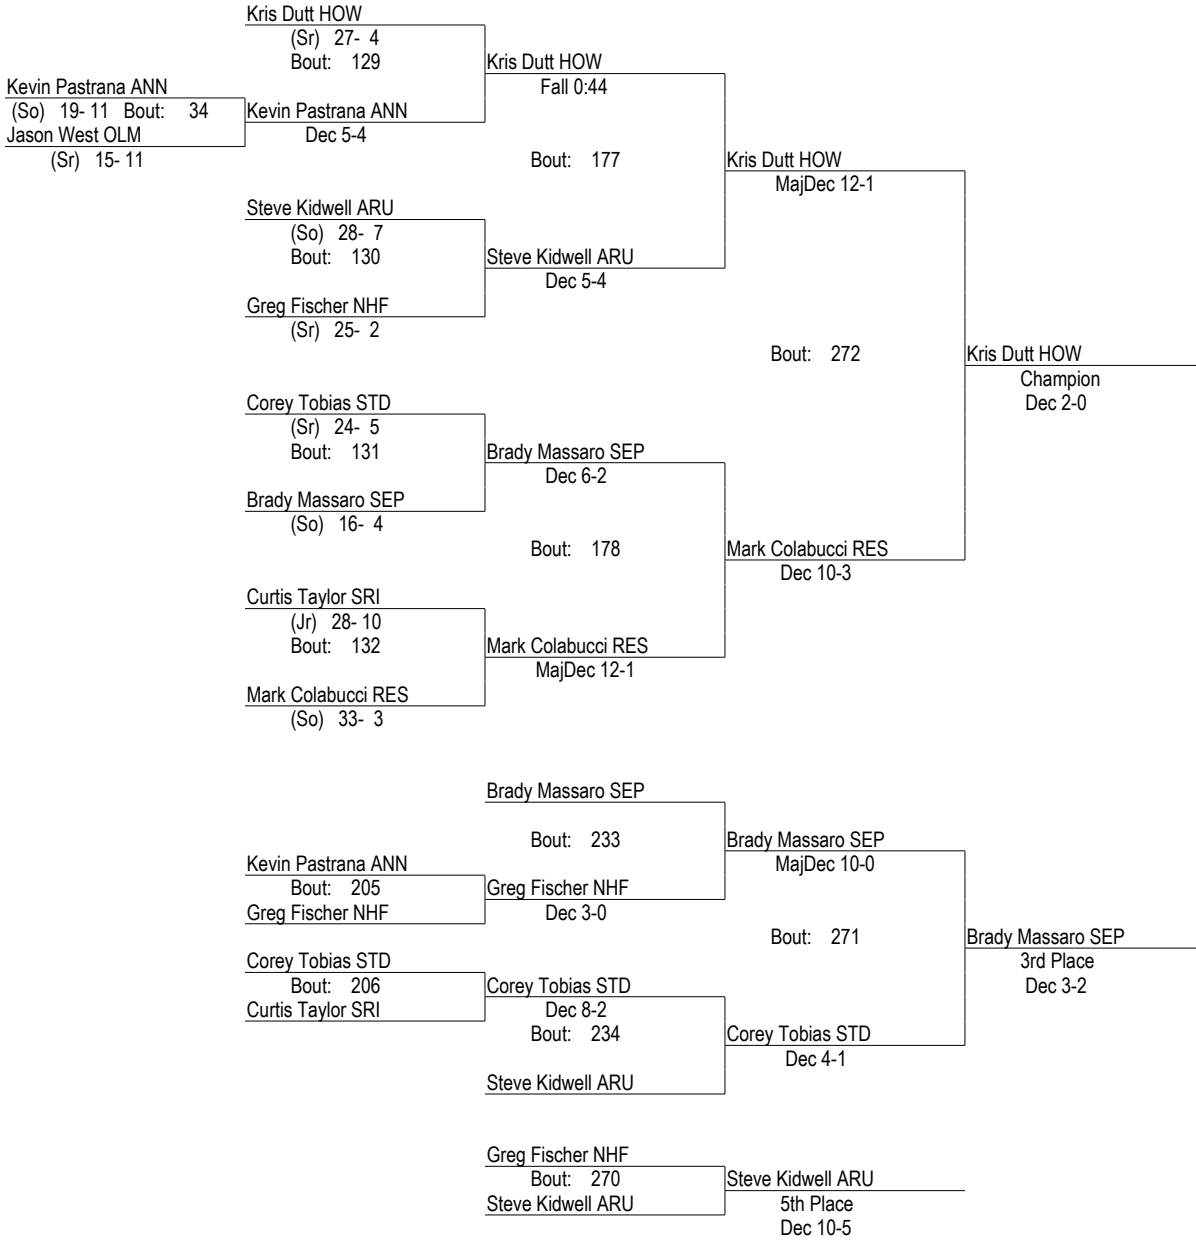 Kris Dutt HOW
(Sr) 27- 4
Bout: 129
Kris Dutt HOW
Fall 0:44
Kevin Pastrana ANN
(So) 19- 11 Bout: 34
Kevin Pastrana ANN
Dec 5-4
Jason West OLM
(Sr) 15- 11
Bout: 177
Kris Dutt HOW
MajDec 12-1
Steve Kidwell ARU
(So) 28- 7
Bout: 130
Steve Kidwell ARU
Dec 5-4
Greg Fischer NHF
(Sr) 25- 2
Bout: 272
Kris Dutt HOW
Champion
Dec 2-0
Corey Tobias STD
(Sr) 24- 5
Bout: 131
Brady Massaro SEP
Dec 6-2
Brady Massaro SEP
(So) 16- 4
Bout: 178
Mark Colabucci RES
Dec 10-3
Curtis Taylor SRI
(Jr) 28- 10
Bout: 132
Mark Colabucci RES
MajDec 12-1
Mark Colabucci RES
(So) 33- 3
Brady Massaro SEP
Bout: 233
Brady Massaro SEP
MajDec 10-0
Kevin Pastrana ANN
Bout: 205
Greg Fischer NHF
Greg Fischer NHF
Dec 3-0
Bout: 271
Brady Massaro SEP
3rd Place
Dec 3-2
Corey Tobias STD
Bout: 206
Curtis Taylor SRI
Corey Tobias STD
Dec 8-2
Bout: 234
Corey Tobias STD
Dec 4-1
Steve Kidwell ARU
Greg Fischer NHF
Bout: 270
Steve Kidwell ARU
Steve Kidwell ARU
5th Place
Dec 10-5